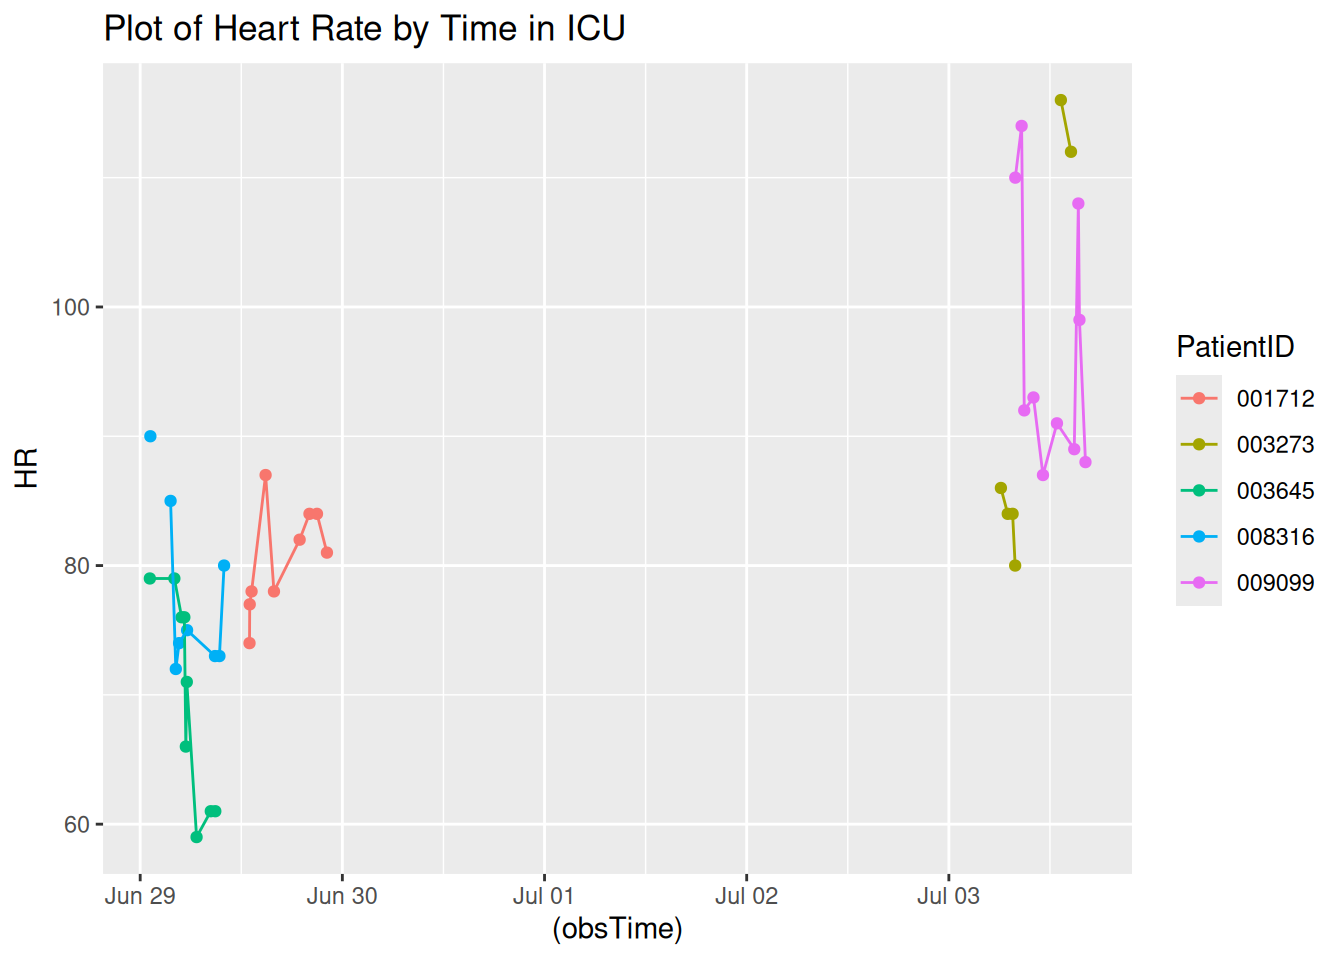 Plot of Heart Rate by Time in ICU
HR
100
80
60
Jun 29
Jun 30
Jul 01
Jul 02
Jul 03
(obsTime)
PatientID
001712
003273
003645
008316
009099